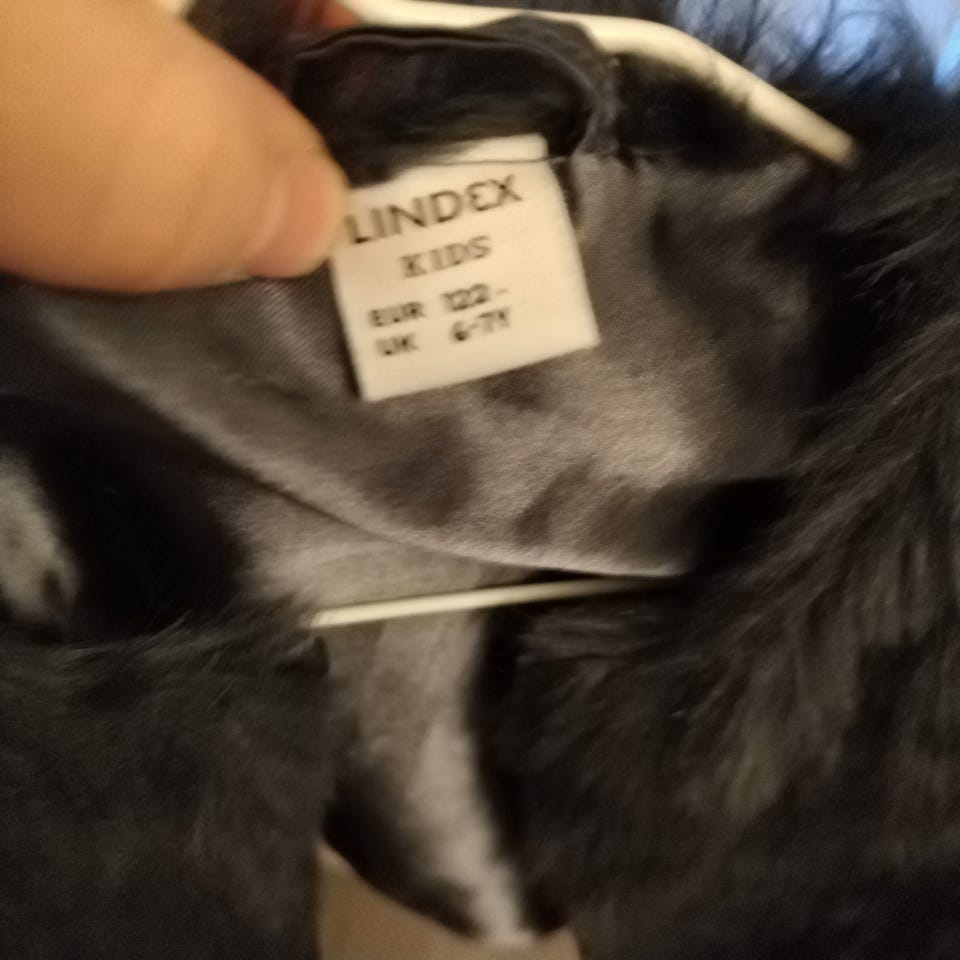 LINDEX
KIDS
EUR 122-
UK 6-7Y